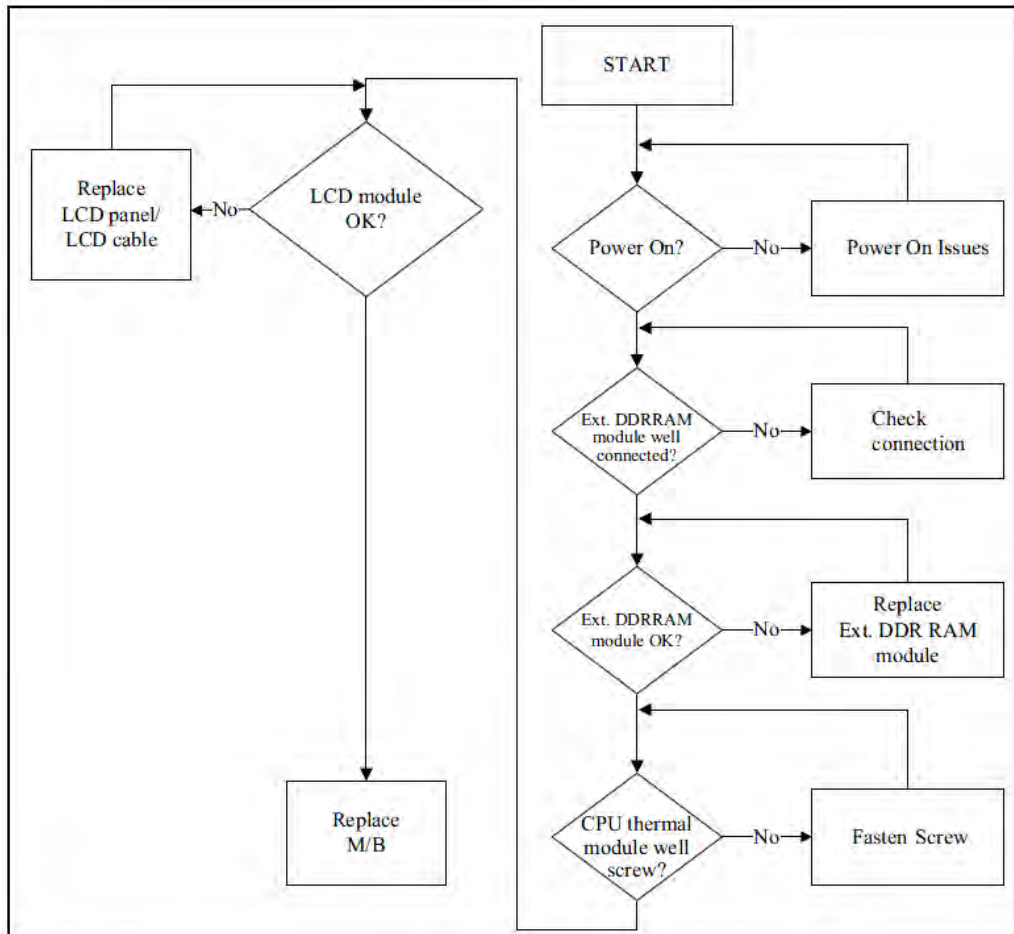 START
Power On?
No
Power On Issues
Ext. DDRRAM
module well
connected?
No
Check
connection
Ext. DDRRAM
module OK?
No
Replace
Ext. DDR RAM
module
CPU thermal
module well
screw?
No
Fasten Screw
LCD module
OK?
No
Replace
LCD panel/
LCD cable
Replace
M/B